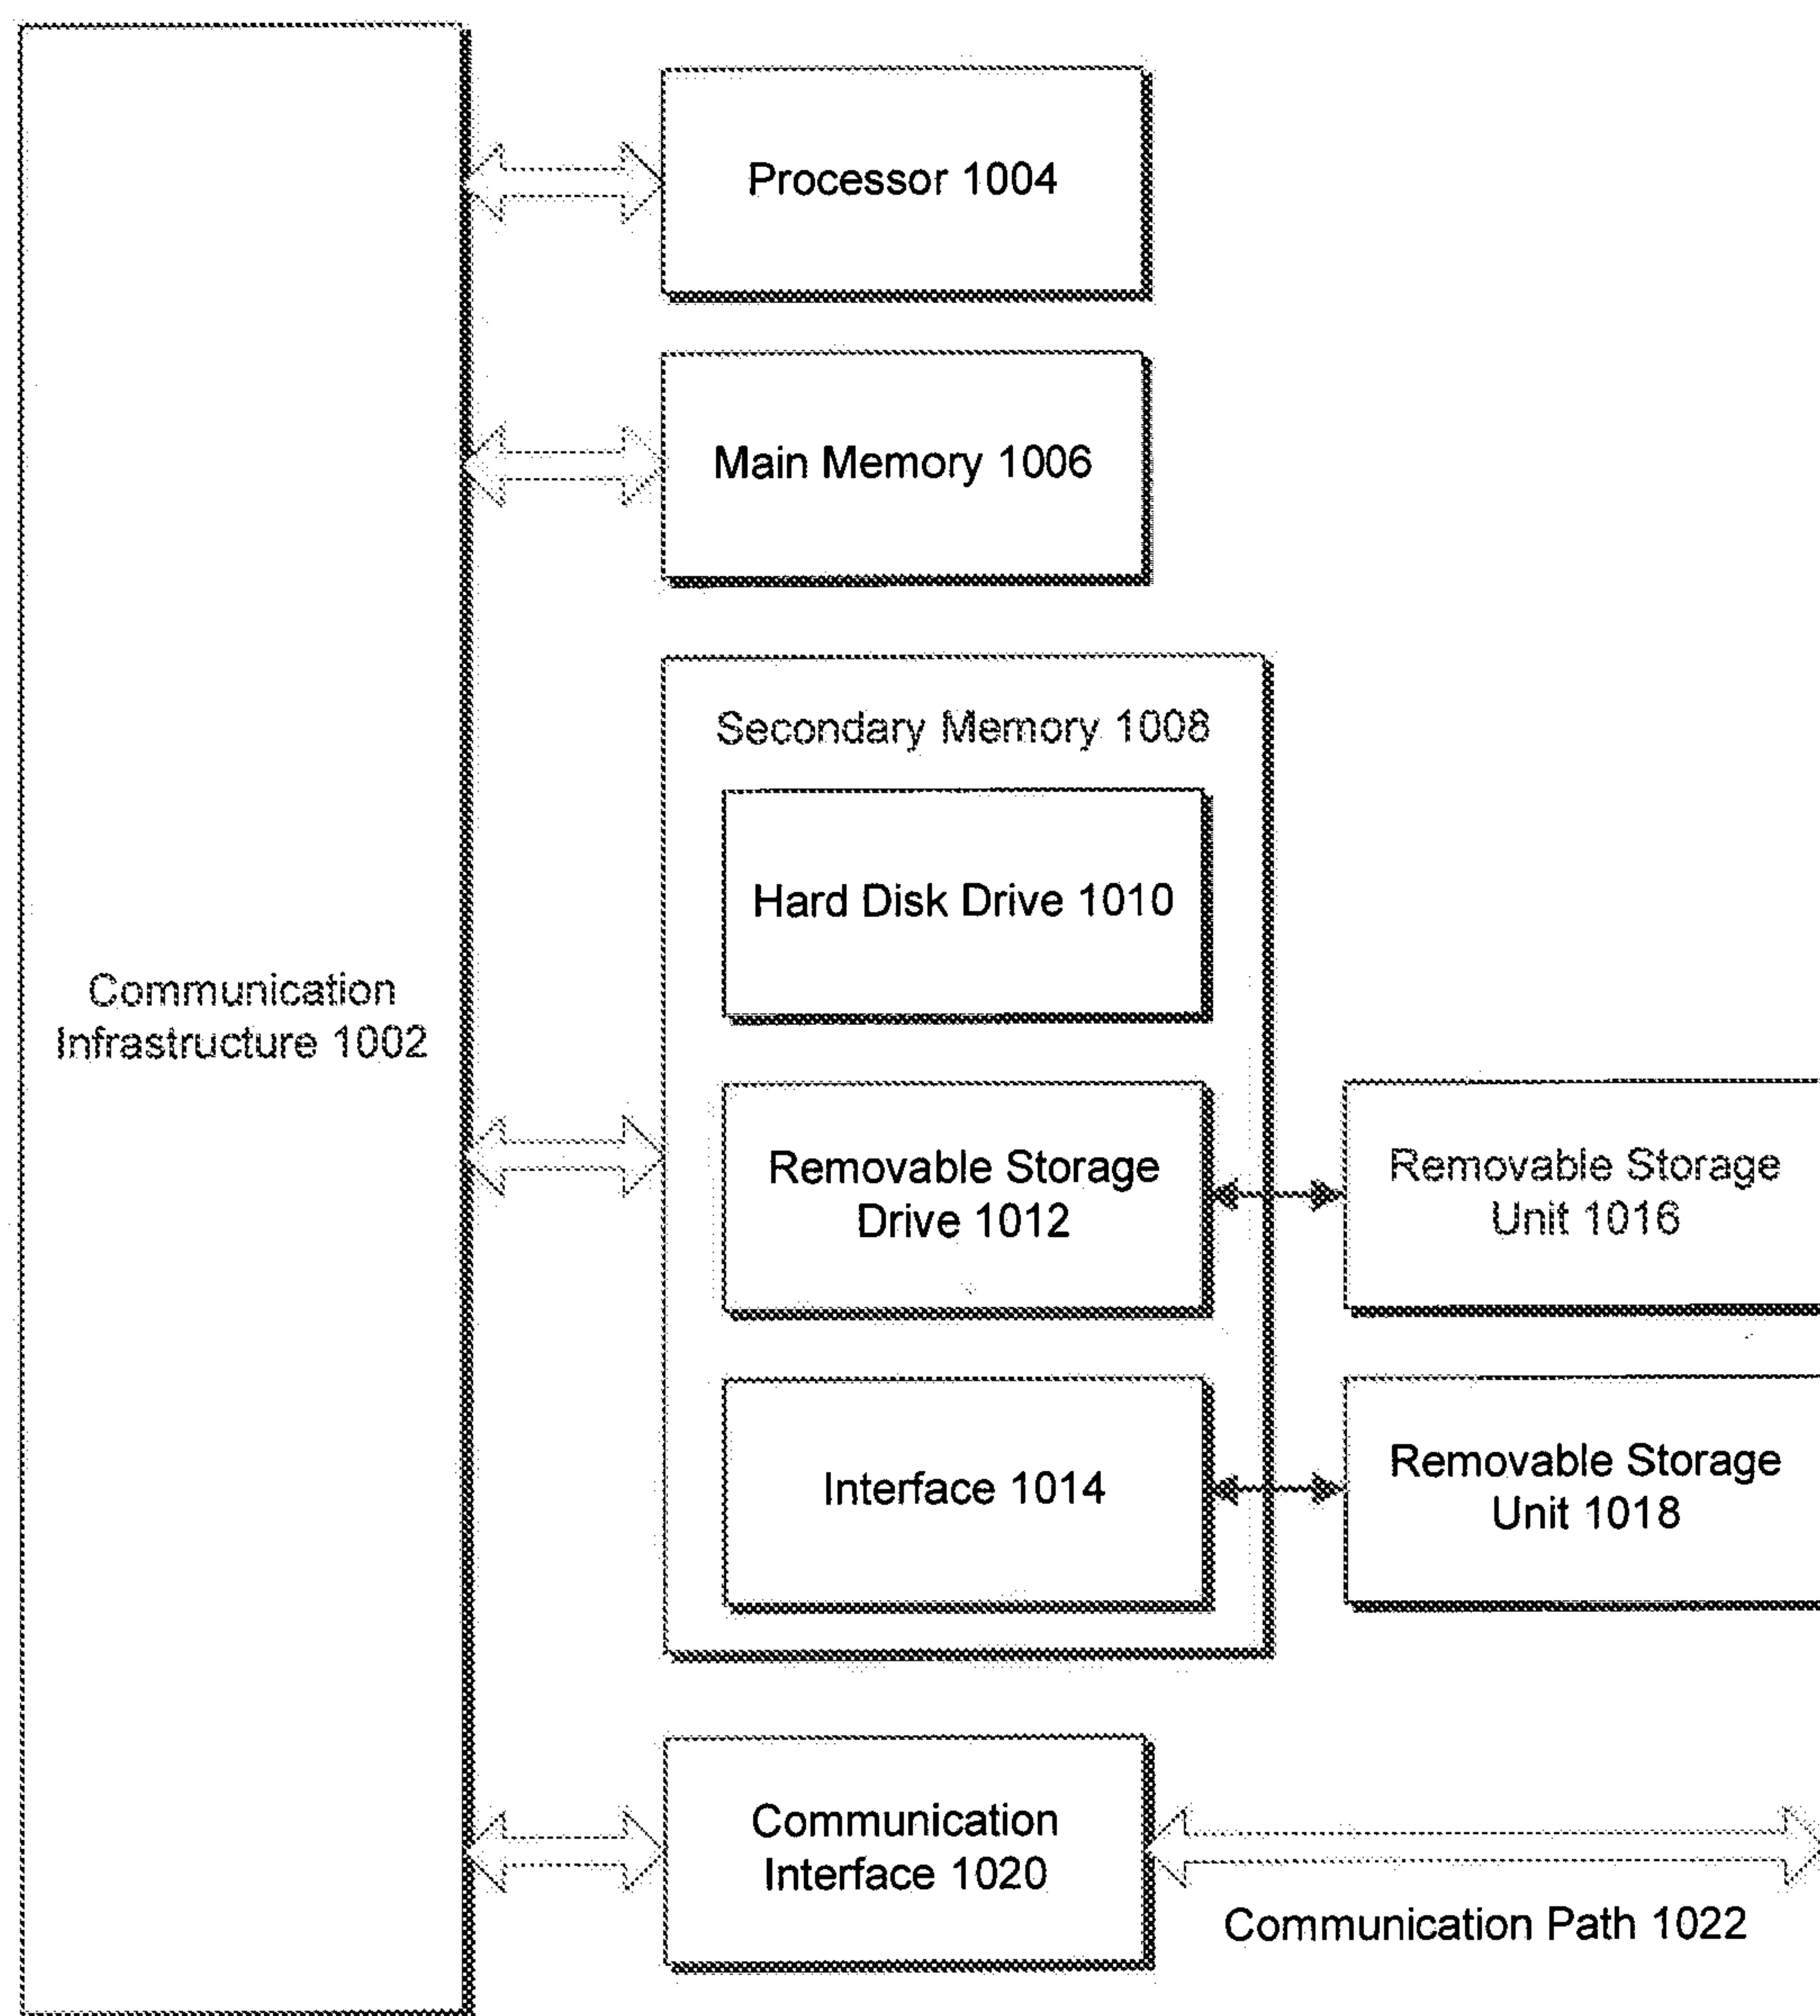 Processor 1004
Main Memory 1006
Secondary Memory 1008
Hard Disk Drive 1010
Communication
Infrastructure 1002
Removable Storage
Drive 1012
Removable Storage
Unit 1016
Interface 1014
Removable Storage
Unit 1018
Communication
Interface 1020
Communication Path 1022